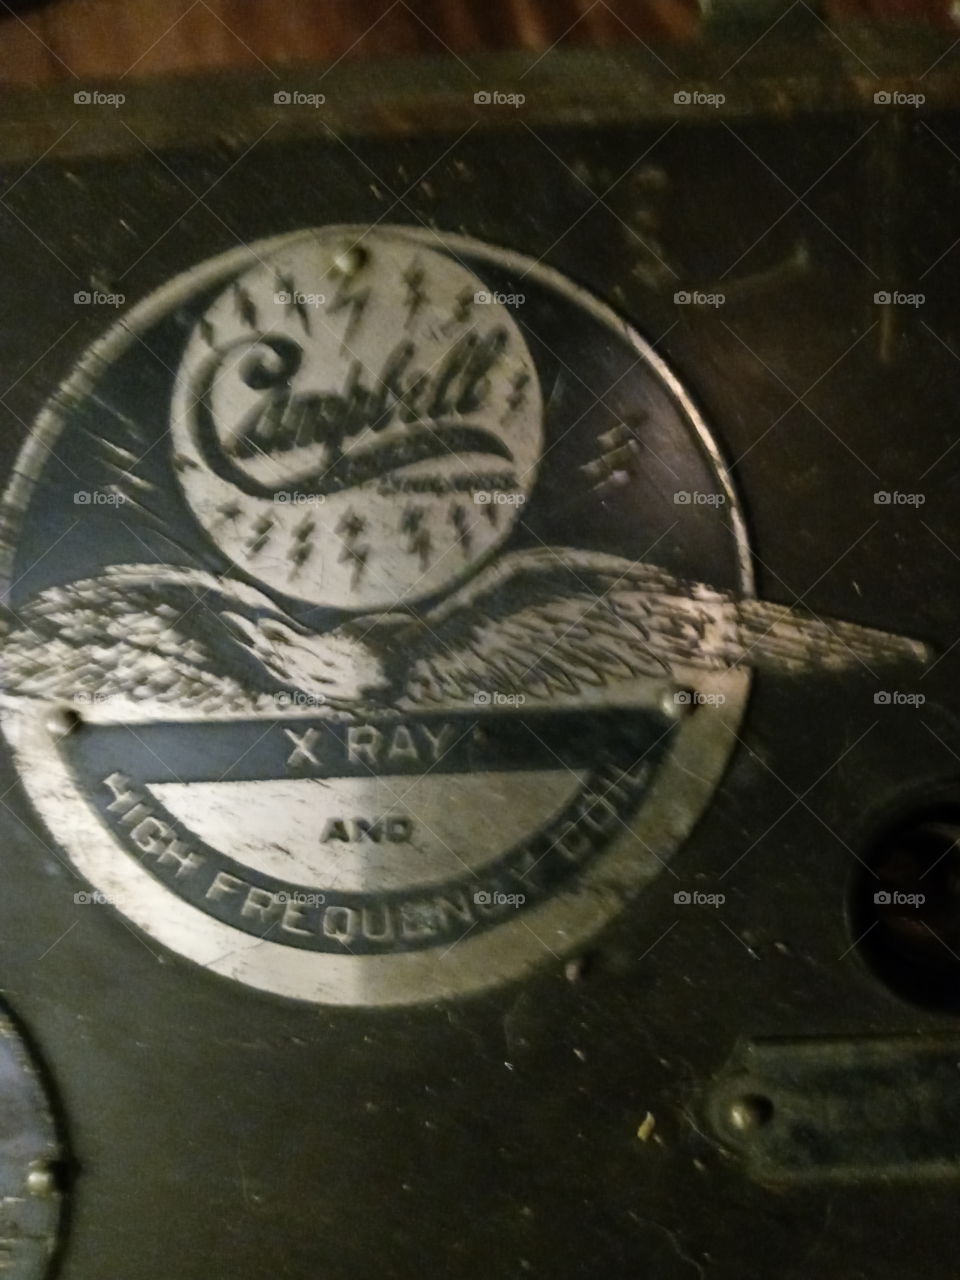 Campbell
X RAY
AND
HIGH FREQUENCY COIL